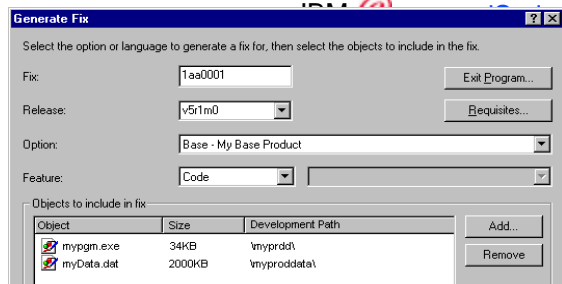 IBM
Generate Fix
Select the option or language to generate a fix for, then select the objects to include in the fix.
Fix: 1aa0001 Exit Program...
Release: v5r1m0 Requisites...
Option: Base - My Base Product
Feature: Code
Objects to include in fix
Object Size Development Path Add...
mypgm.exe 34KB \myprdd\ Remove
myData.dat 2000KB \myproddata\